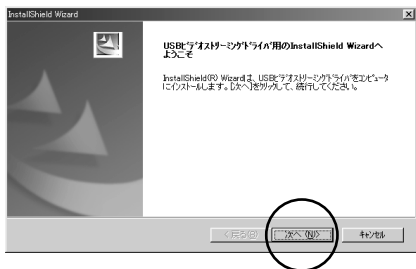 InstallShield Wizard
USBﾋﾞﾃﾞｵｽﾄﾘｰﾐﾝｸﾞﾄﾞﾗｲﾊﾞ用のInstallShield Wizardへ
ようこそ
InstallShield(R) Wizardは、USBﾋﾞﾃﾞｵｽﾄﾘｰﾐﾝｸﾞﾄﾞﾗｲﾊﾞをｺﾝﾋﾟｭｰﾀ
にｲﾝｽﾄｰﾙします。[次へ]をｸﾘｯｸして、続行してください。
< 戻る(B) 次へ (N)> ｷｬﾝｾﾙ